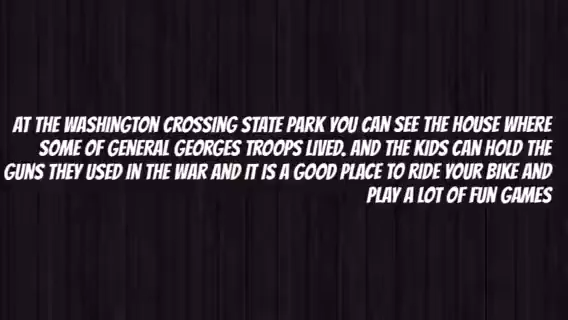 AT THE WASHINGTON CROSSING STATE PARK YOU CAN SEE THE HOUSE WHERE
SOME OF GENERAL GEORGES TROOPS LIVED. AND THE KIDS CAN HOLD THE
GUNS THEY USED IN THE WAR AND IT IS A GOOD PLACE TO RIDE YOUR BIKE AND
PLAY A LOT OF FUN GAMES